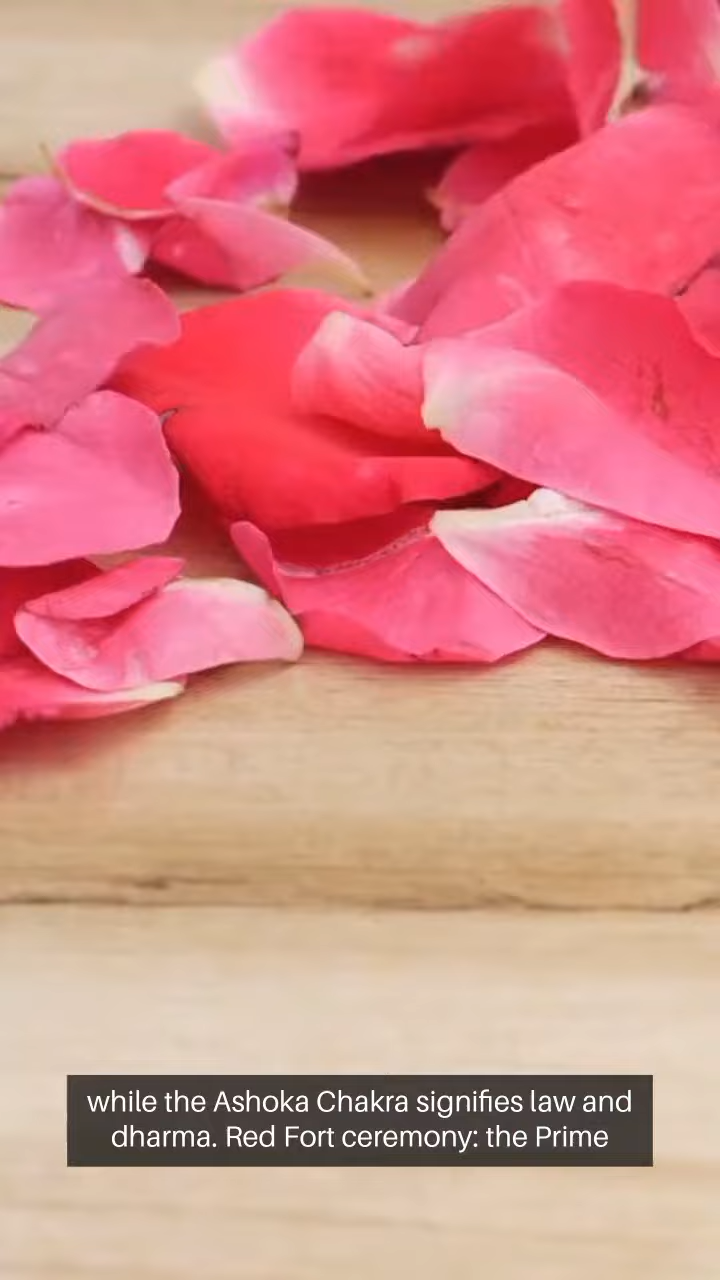 while the Ashoka Chakra signifies law and
dharma. Red Fort ceremony: the Prime